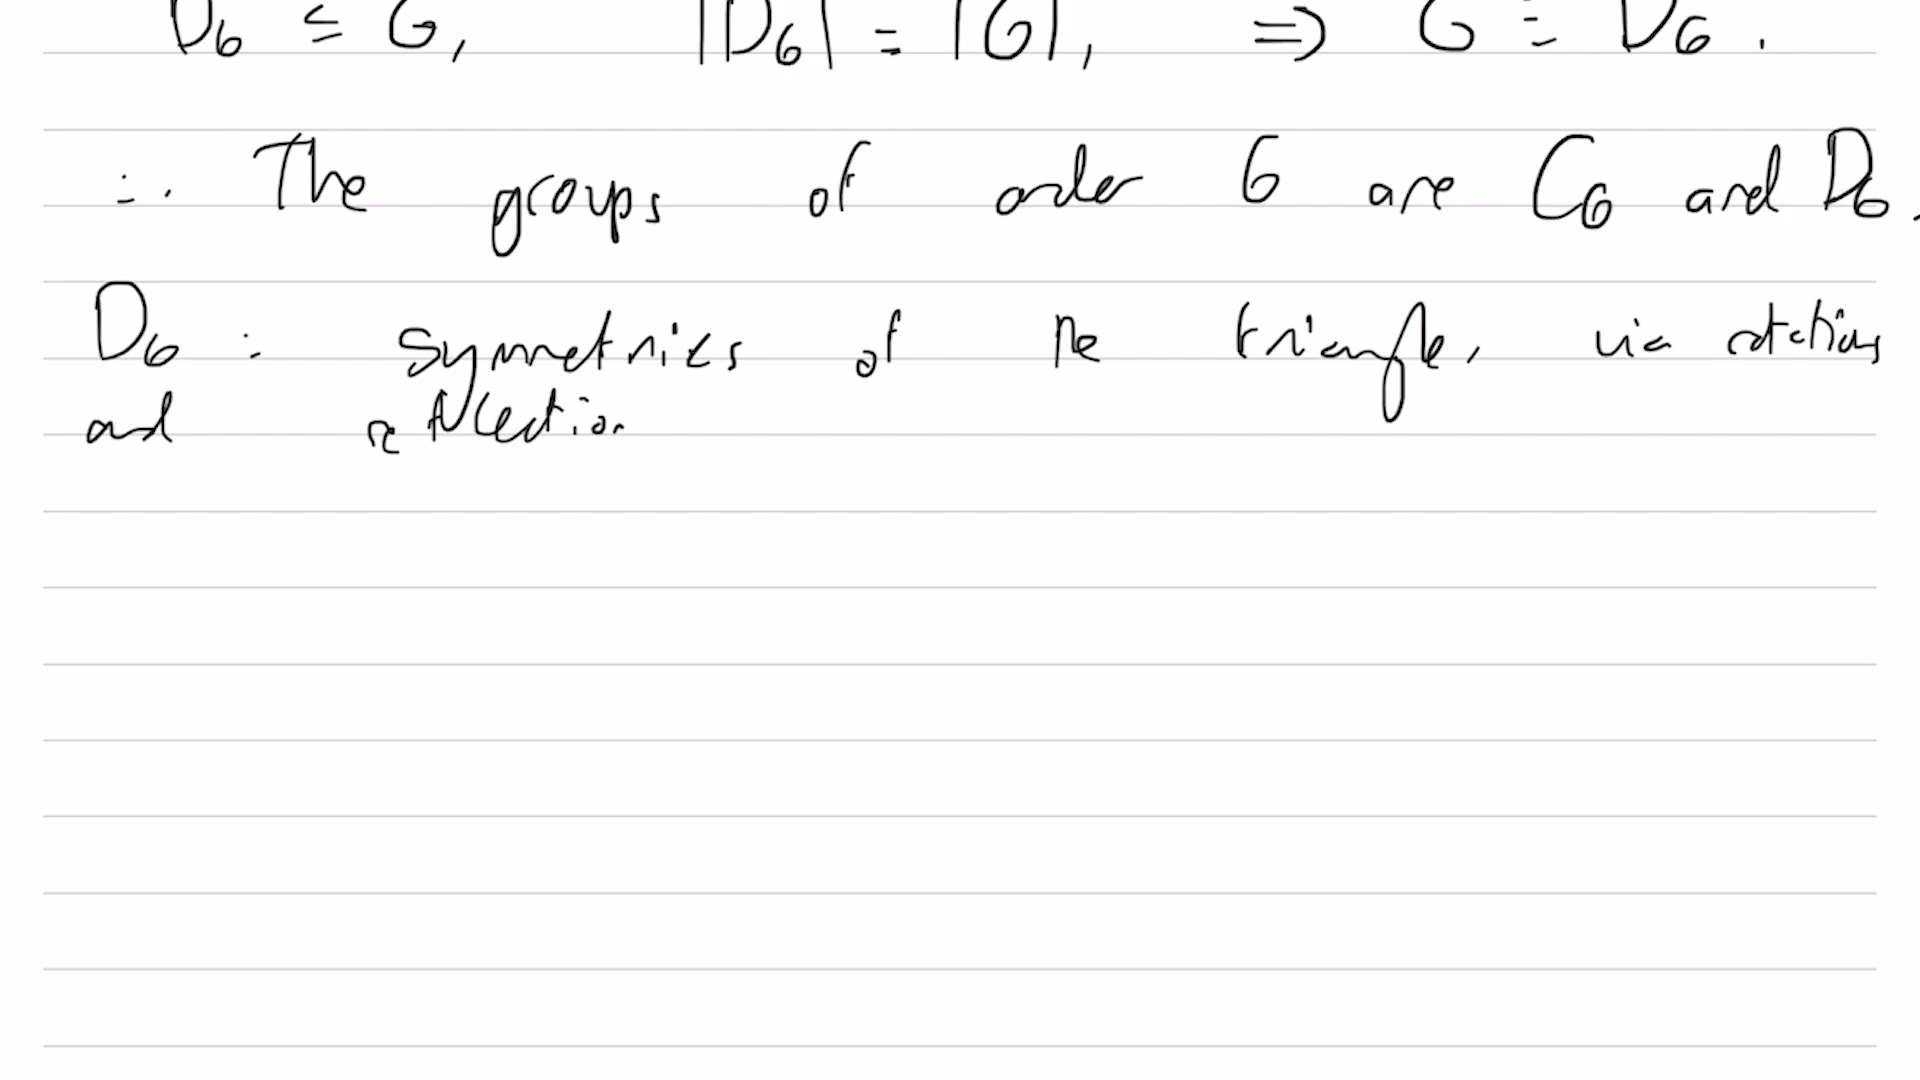 D6 ≤ G, |D6| = |G|, ⇒ G ≅ D6.
∴ The groups of order 6 are C6 and D6.
D6 : symmetries of the triangle, via rotations
and reflection